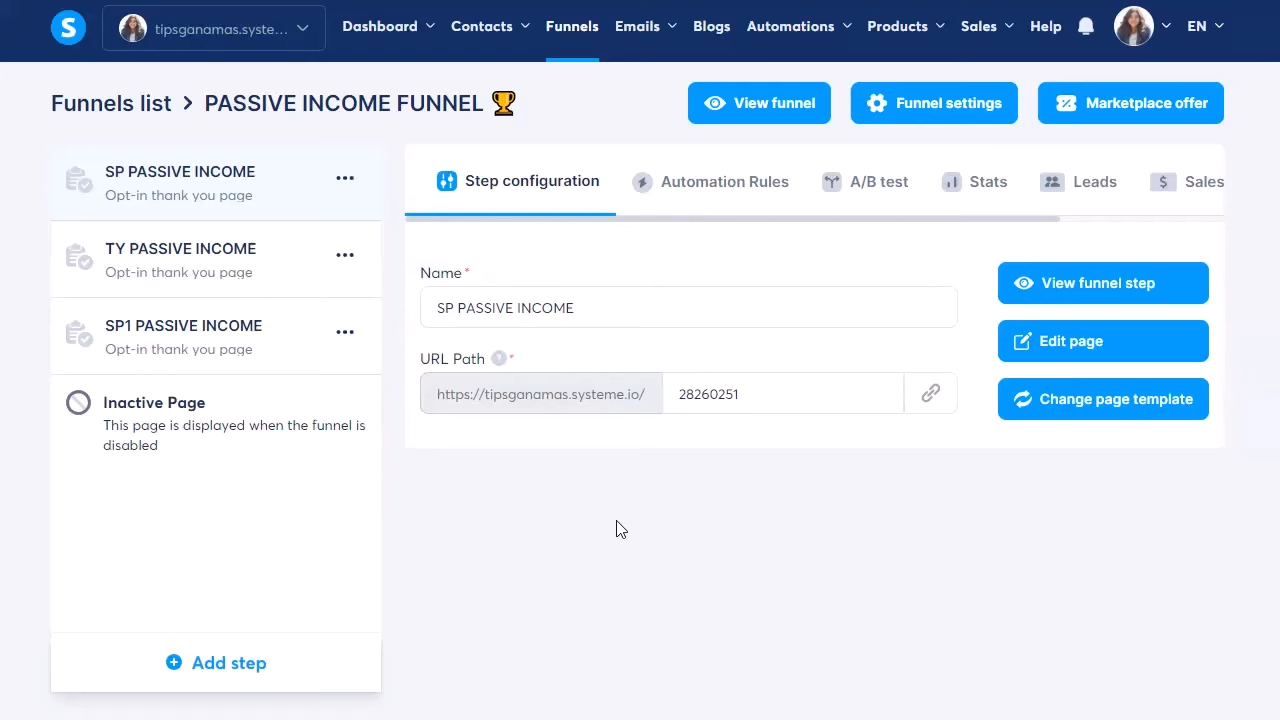 S
tipsganamas.syste...
Dashboard
Contacts
Funnels
Emails
Blogs
Automations
Products
Sales
Help
EN
Funnels list > PASSIVE INCOME FUNNEL 🏆
View funnel
Funnel settings
Marketplace offer
SP PASSIVE INCOME
Opt-in thank you page
TY PASSIVE INCOME
Opt-in thank you page
SP1 PASSIVE INCOME
Opt-in thank you page
Inactive Page
This page is displayed when the funnel is
disabled
Add step
Step configuration
Automation Rules
A/B test
Stats
Leads
Sales
Name*
SP PASSIVE INCOME
URL Path ? *
https://tipsganamas.systeme.io/
28260251
View funnel step
Edit page
Change page template